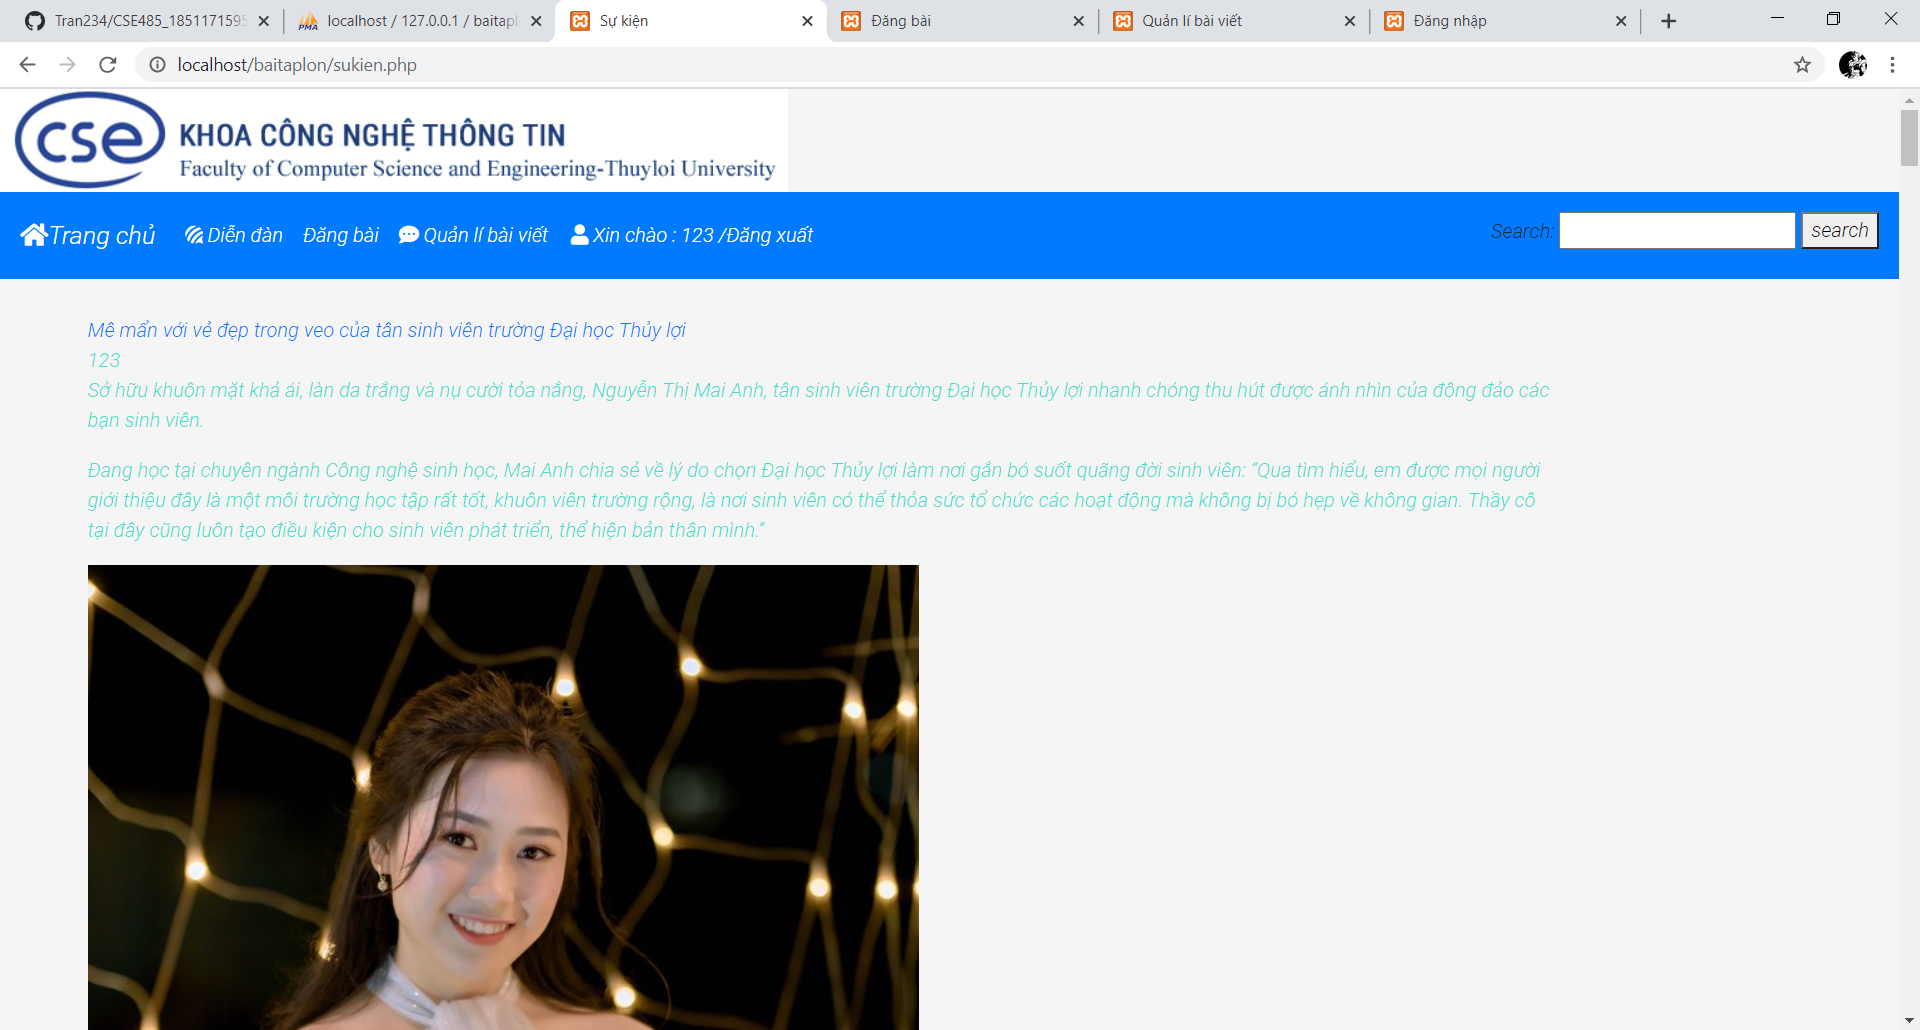 Tran234/CSE485_1851171595
localhost / 127.0.0.1 / baitapl
Sự kiện
Đăng bài
Quản lí bài viết
Đăng nhập
localhost/baitaplon/sukien.php
cse
KHOA CÔNG NGHỆ THÔNG TIN
Faculty of Computer Science and Engineering-Thuyloi University
Trang chủ Diễn đàn Đăng bài Quản lí bài viết Xin chào : 123 /Đăng xuất Search: search
Mê mẩn với vẻ đẹp trong veo của tân sinh viên trường Đại học Thủy lợi
123
Sở hữu khuôn mặt khả ái, làn da trắng và nụ cười tỏa nắng, Nguyễn Thị Mai Anh, tân sinh viên trường Đại học Thủy lợi nhanh chóng thu hút được ánh nhìn của đông đảo các
bạn sinh viên.
Đang học tại chuyên ngành Công nghệ sinh học, Mai Anh chia sẻ về lý do chọn Đại học Thủy lợi làm nơi gắn bó suốt quãng đời sinh viên: “Qua tìm hiểu, em được mọi người
giới thiệu đây là một môi trường học tập rất tốt, khuôn viên trường rộng, là nơi sinh viên có thể thỏa sức tổ chức các hoạt động mà không bị bó hẹp về không gian. Thầy cô
tại đây cũng luôn tạo điều kiện cho sinh viên phát triển, thể hiện bản thân mình.”